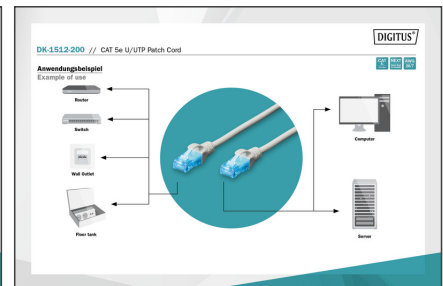 DIGITUS®
DK-1512-200 // CAT 5e U/UTP Patch Cord
Anwendungsbeispiel
Example of use
Router
Switch
Wall Outlet
Floor tank
Computer
Server